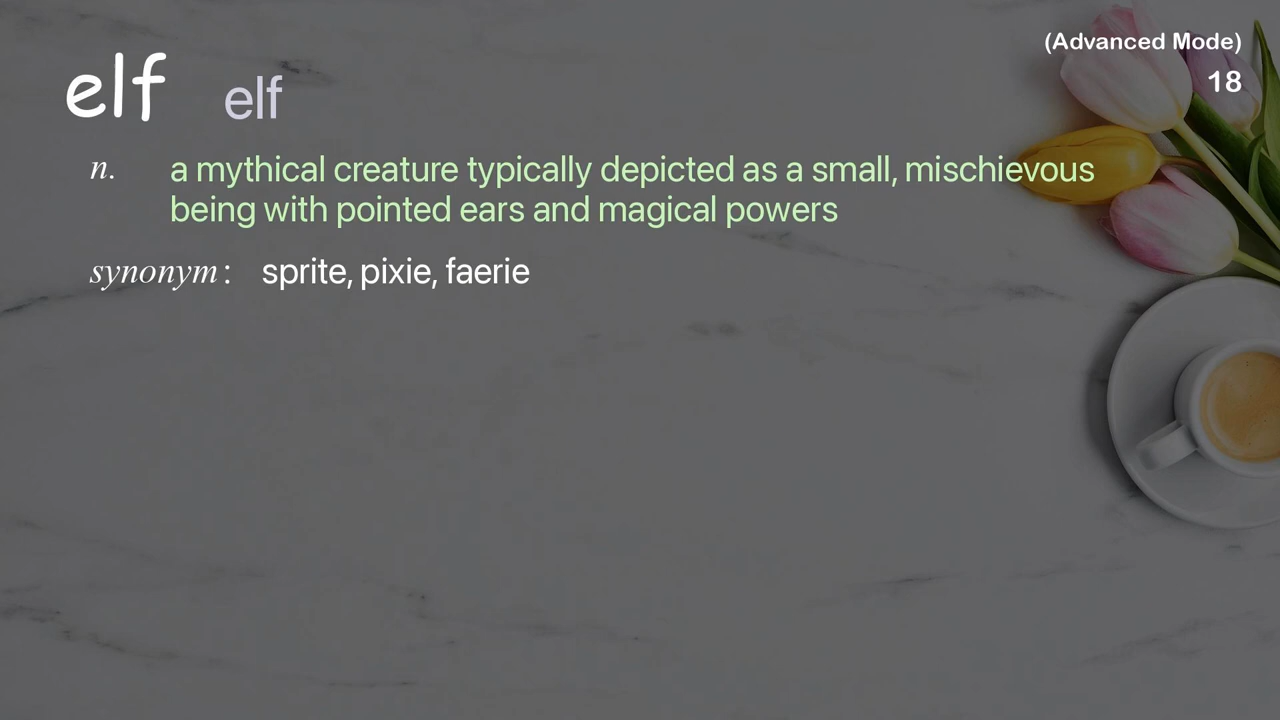 (Advanced Mode)
18
elf elf
n. a mythical creature typically depicted as a small, mischievous
being with pointed ears and magical powers
synonym: sprite, pixie, faerie